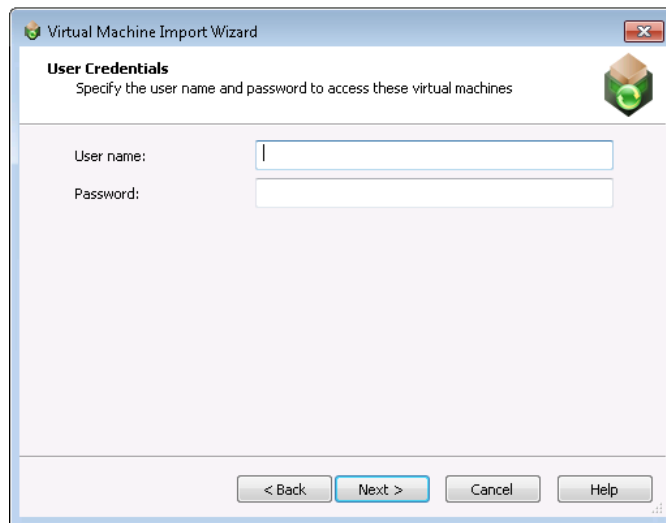 Virtual Machine Import Wizard
User Credentials
Specify the user name and password to access these virtual machines
User name:
Password:
< Back Next > Cancel Help